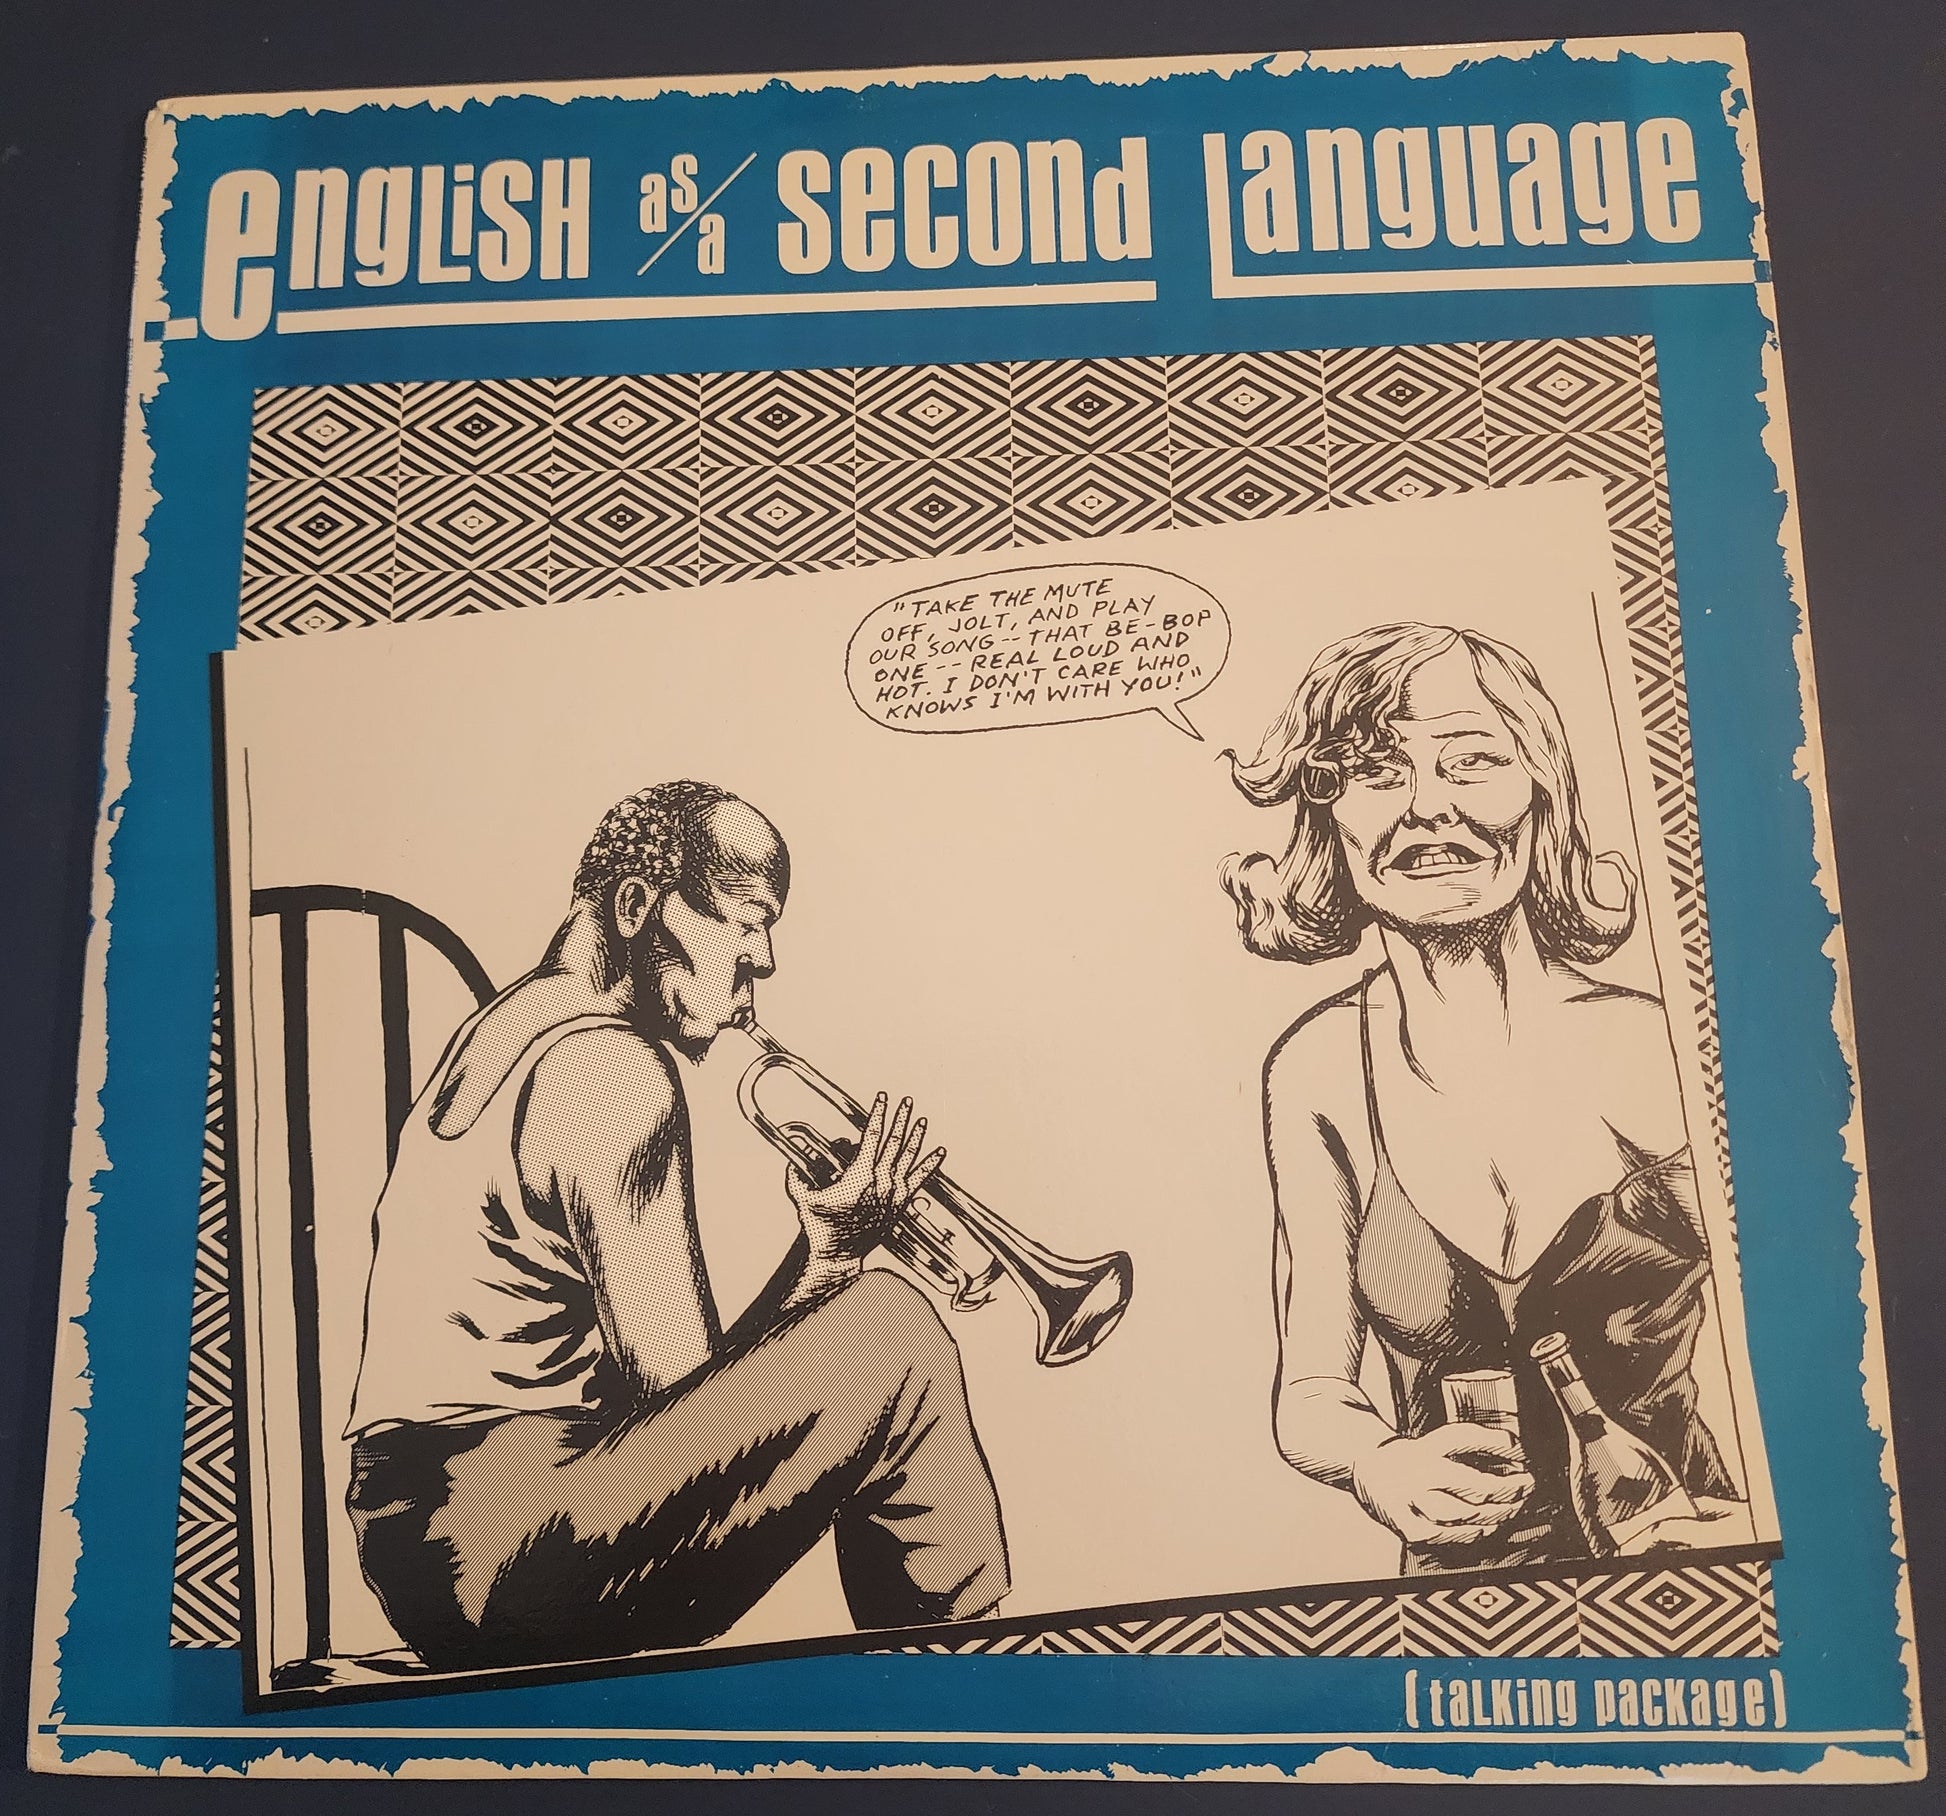 english as/a second language
"TAKE THE MUTE
OFF, JOLT, AND PLAY
OUR SONG -- THAT BE-BOP
ONE -- REAL LOUD AND
HOT. I DON'T CARE WHO
KNOWS I'M WITH YOU!"
(talking package)